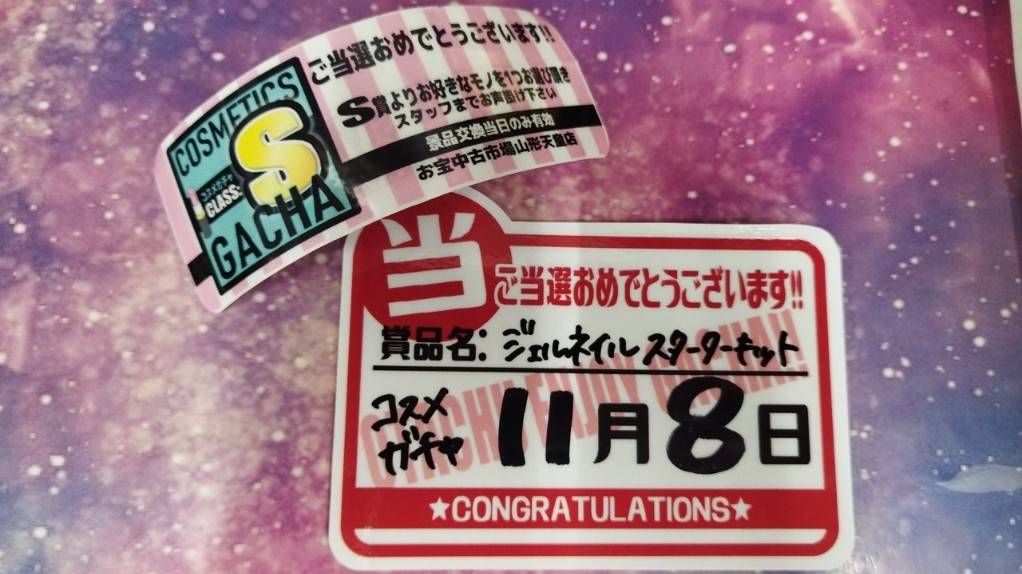 COSMETICS
コスメガチャ
CLASS:
S
GACHA
ご当選おめでとうございます!!
S賞よりお好きなモノを1つお選び頂き
スタッフまでお声掛け下さい
景品交換当日のみ有効
お宝中古市場山形天童店
当
ご当選おめでとうございます!!
賞品名: ジェルネイルスターターキット
コスメ
ガチャ
11月8日
★CONGRATULATIONS★